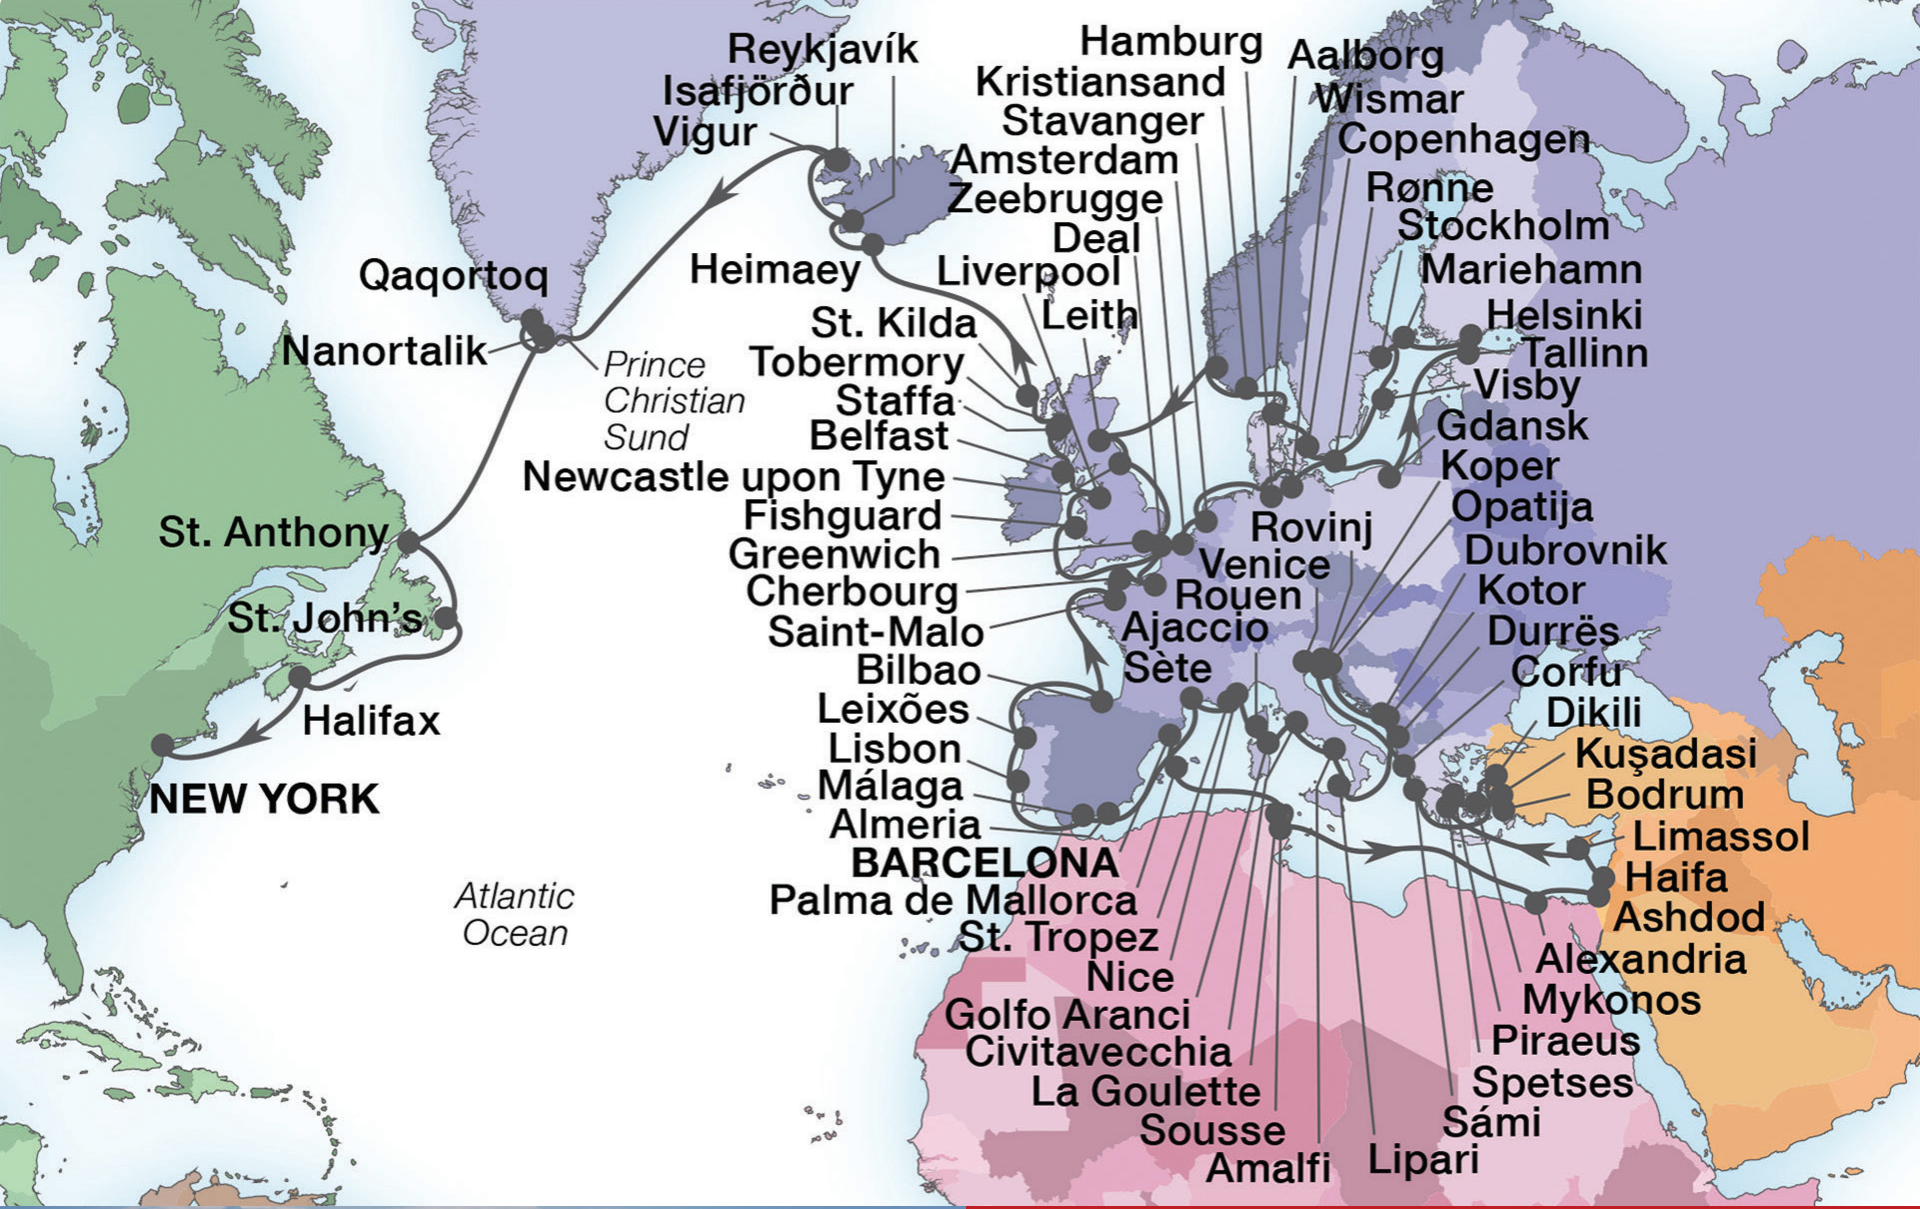 Reykjavík
Isafjörður
Vigur
Qaqortoq
Nanortalik
Heimaey
Prince
Christian
Sund
St. Anthony
St. John's
Halifax
NEW YORK
Atlantic
Ocean
Hamburg
Kristiansand
Stavanger
Amsterdam
Zeebrugge
Deal
Liverpool
Leith
St. Kilda
Tobermory
Staffa
Belfast
Newcastle upon Tyne
Fishguard
Greenwich
Cherbourg
Saint-Malo
Bilbao
Leixões
Lisbon
Málaga
Almeria
BARCELONA
Palma de Mallorca
St. Tropez
Nice
Golfo Aranci
Civitavecchia
La Goulette
Sousse
Amalfi
Lipari
Aalborg
Wismar
Copenhagen
Rønne
Stockholm
Mariehamn
Helsinki
Tallinn
Visby
Gdansk
Koper
Opatija
Rovinj
Venice
Rouen
Ajaccio
Sète
Dubrovnik
Kotor
Durrës
Corfu
Dikili
Kuşadasi
Bodrum
Limassol
Haifa
Ashdod
Alexandria
Mykonos
Piraeus
Spetses
Sámi